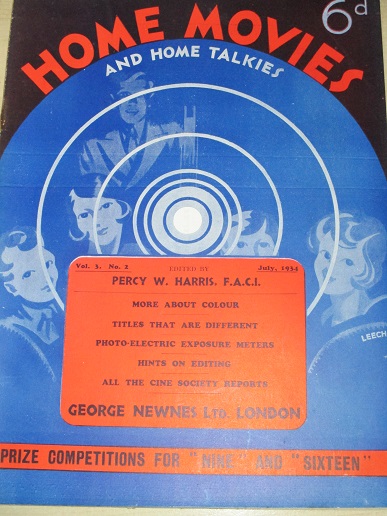 6d
HOME MOVIES
AND HOME TALKIES
Vol. 3. No. 2 EDITED BY July, 1934
PERCY W. HARRIS, F.A.C.I.
MORE ABOUT COLOUR
TITLES THAT ARE DIFFERENT
PHOTO-ELECTRIC EXPOSURE METERS
HINTS ON EDITING
ALL THE CINE SOCIETY REPORTS
GEORGE NEWNES LTD. LONDON
LEECH
PRIZE COMPETITIONS FOR "NINE" AND "SIXTEEN"